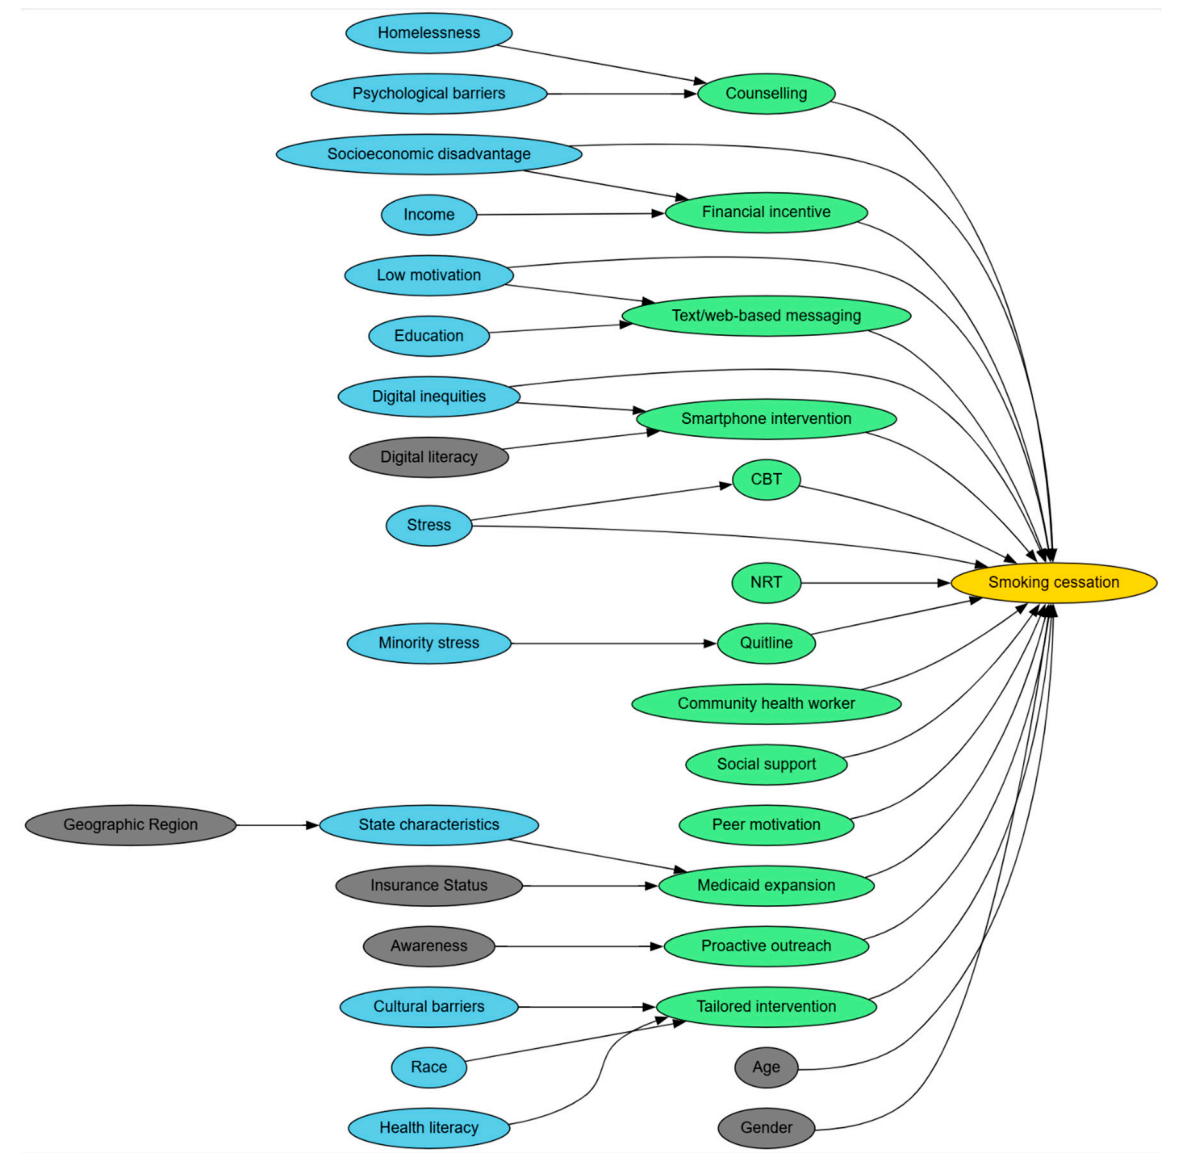 Homelessness
Psychological barriers
Counselling
Socioeconomic disadvantage
Income
Financial incentive
Low motivation
Text/web-based messaging
Education
Digital inequities
Smartphone intervention
Digital literacy
CBT
Stress
NRT
Smoking cessation
Minority stress
Quitline
Community health worker
Social support
Geographic Region
State characteristics
Peer motivation
Insurance Status
Medicaid expansion
Awareness
Proactive outreach
Cultural barriers
Tailored intervention
Race
Age
Health literacy
Gender